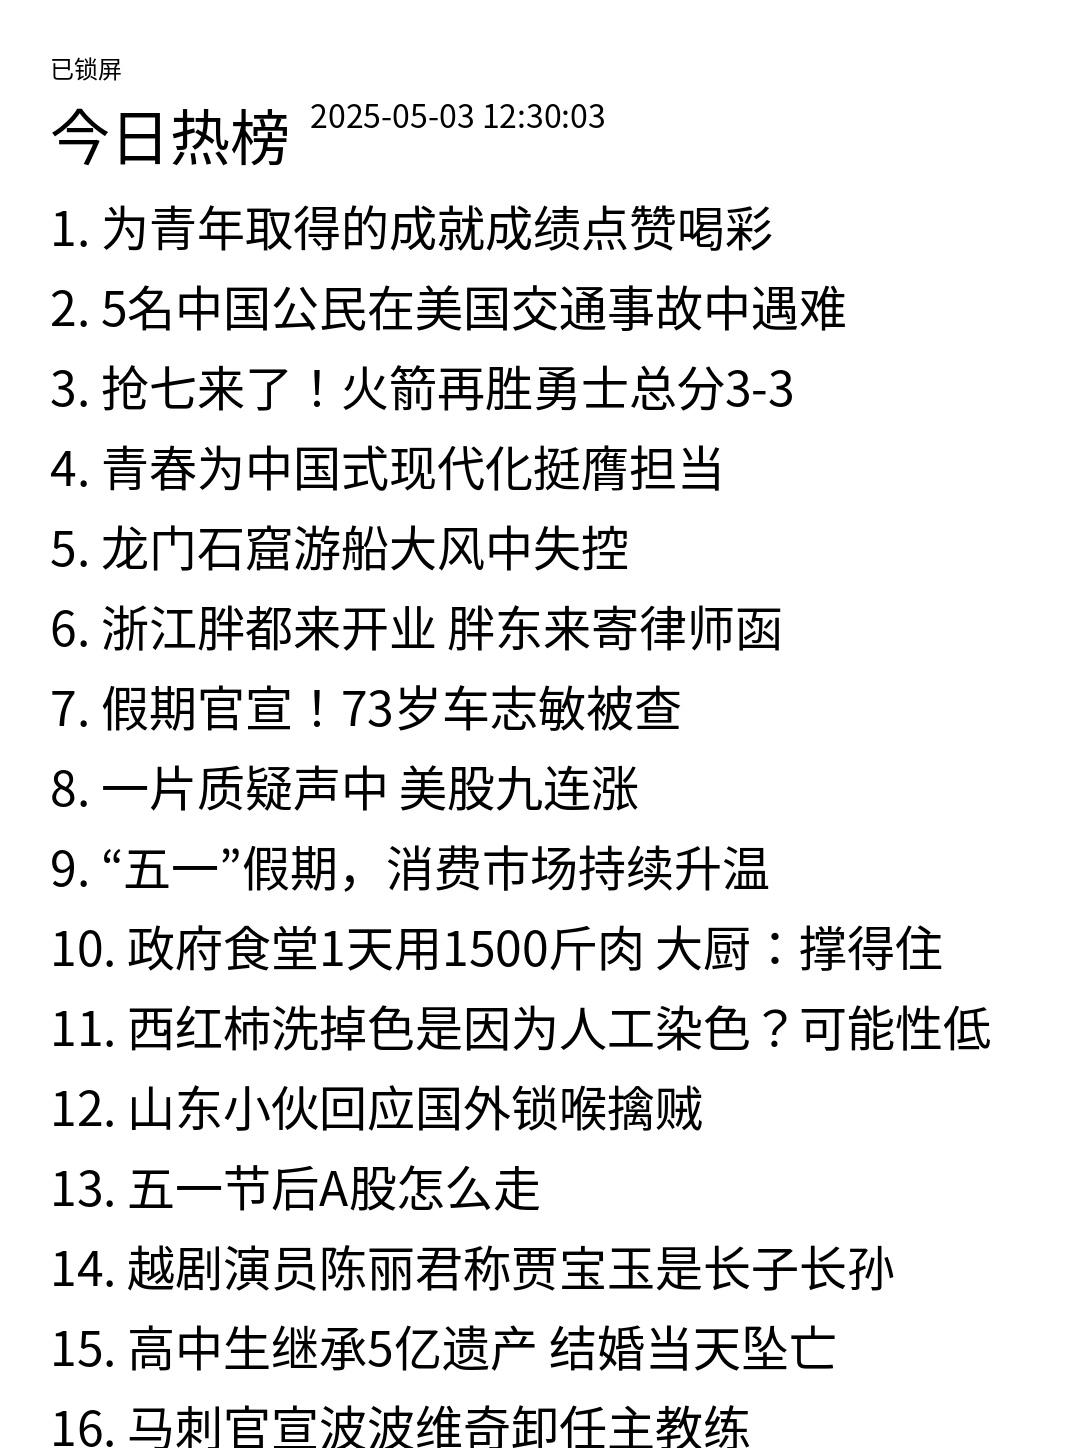 已锁屏
今日热榜 2025-05-03 12:30:03
1. 为青年取得的成就成绩点赞喝彩
2. 5名中国公民在美国交通事故中遇难
3. 抢七来了！火箭再胜勇士总分3-3
4. 青春为中国式现代化挺膺担当
5. 龙门石窟游船大风中失控
6. 浙江胖都来开业 胖东来寄律师函
7. 假期官宣！73岁车志敏被查
8. 一片质疑声中 美股九连涨
9. “五一”假期，消费市场持续升温
10. 政府食堂1天用1500斤肉 大厨：撑得住
11. 西红柿洗掉色是因为人工染色？可能性低
12. 山东小伙回应国外锁喉擒贼
13. 五一节后A股怎么走
14. 越剧演员陈丽君称贾宝玉是长子长孙
15. 高中生继承5亿遗产 结婚当天坠亡
16. 马刺官宣波波维奇卸任主教练